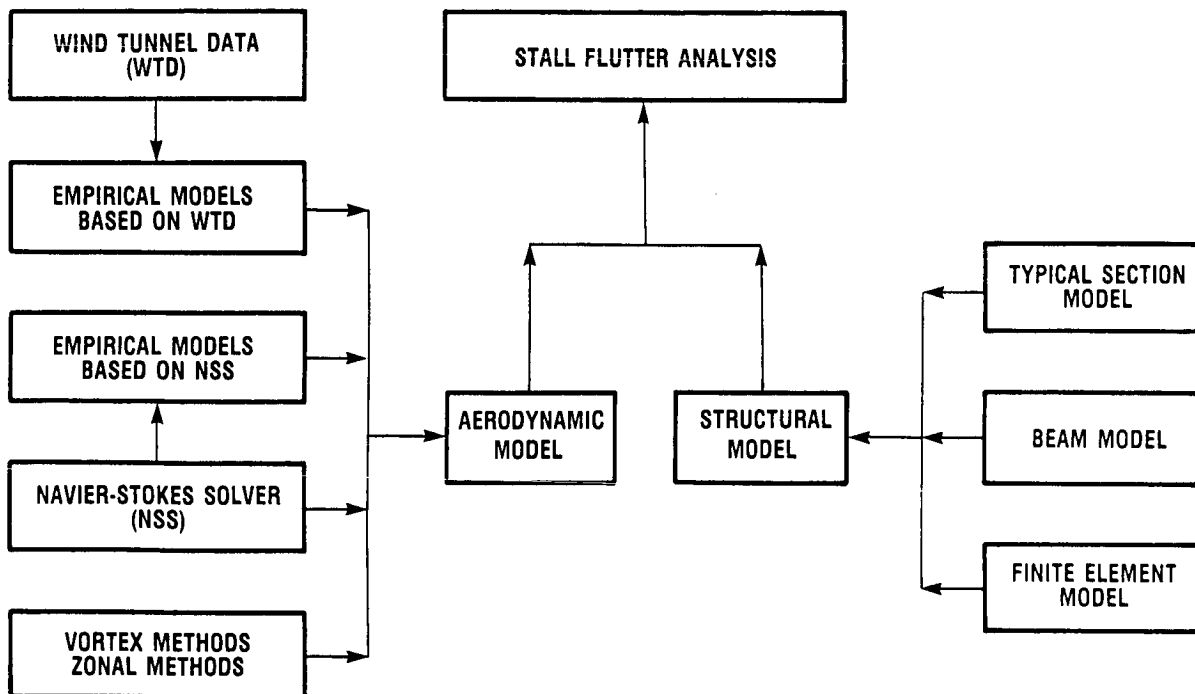 WIND TUNNEL DATA
(WTD)
STALL FLUTTER ANALYSIS
EMPIRICAL MODELS
BASED ON WTD
EMPIRICAL MODELS
BASED ON NSS
NAVIER-STOKES SOLVER
(NSS)
VORTEX METHODS
ZONAL METHODS
AERODYNAMIC
MODEL
STRUCTURAL
MODEL
TYPICAL SECTION
MODEL
BEAM MODEL
FINITE ELEMENT
MODEL